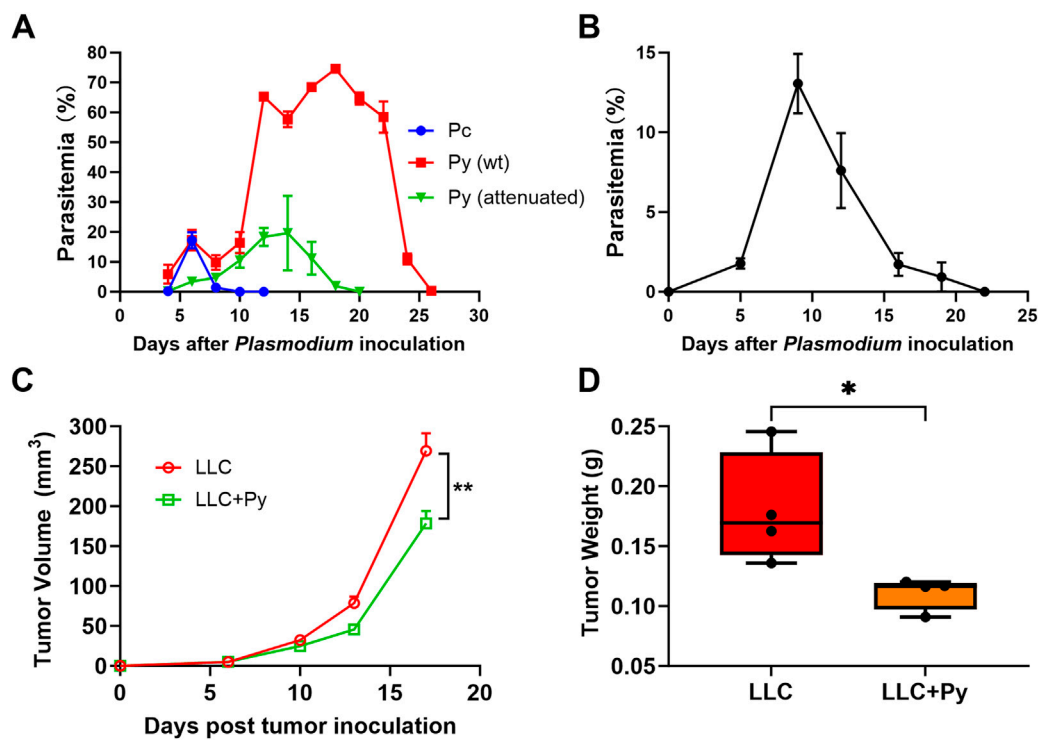 A
Parasitemia (%)
80
70
60
50
40
30
20
10
0
0 5 10 15 20 25 30
Days after Plasmodium inoculation
Pc
Py (wt)
Py (attenuated)
B
Parasitemia (%)
15
10
5
0
0 5 10 15 20 25
Days after Plasmodium inoculation
C
Tumor Volume (mm³)
300
250
200
150
100
50
0
0 5 10 15 20
Days post tumor inoculation
LLC
LLC+Py
**
D
*
Tumor Weight (g)
0.25
0.20
0.15
0.10
0.05
LLC LLC+Py